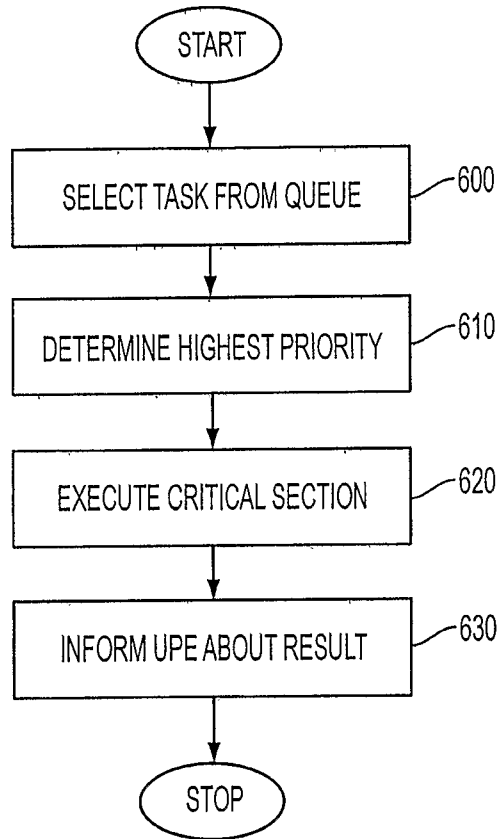 START
SELECT TASK FROM QUEUE
600
DETERMINE HIGHEST PRIORITY
610
EXECUTE CRITICAL SECTION
620
INFORM UPE ABOUT RESULT
630
STOP